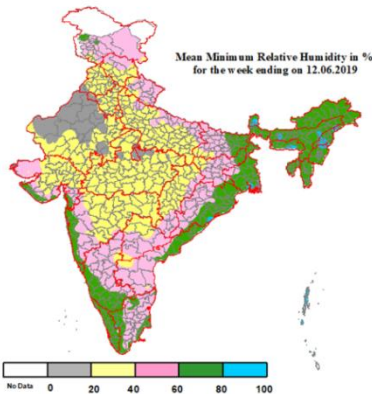 Mean Minimum Relative Humidity in %
for the week ending on 12.06.2019
No Data 0 20 40 60 80 100